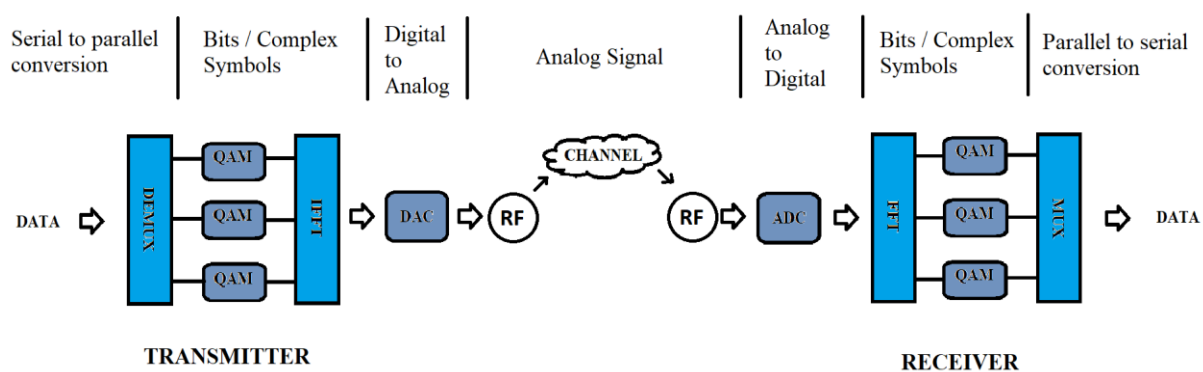 Serial to parallel
conversion
Bits / Complex
Symbols
Digital
to
Analog
Analog Signal
Analog
to
Digital
Bits / Complex
Symbols
Parallel to serial
conversion
DATA
DEMUX
QAM
QAM
QAM
IFFT
DAC
RF
CHANNEL
RF
ADC
FFT
QAM
QAM
QAM
MUX
DATA
TRANSMITTER
RECEIVER